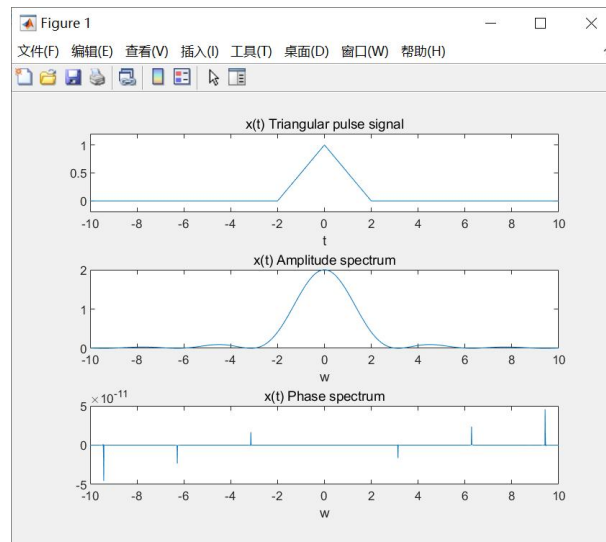 Figure 1
文件(F) 编辑(E) 查看(V) 插入(I) 工具(T) 桌面(D) 窗口(W) 帮助(H)
x(t) Triangular pulse signal
1
0.5
0
-10 -8 -6 -4 -2 0 2 4 6 8 10
t
x(t) Amplitude spectrum
2
1
0
-10 -8 -6 -4 -2 0 2 4 6 8 10
w
x(t) Phase spectrum
×10⁻¹¹
5
0
-5
-10 -8 -6 -4 -2 0 2 4 6 8 10
w